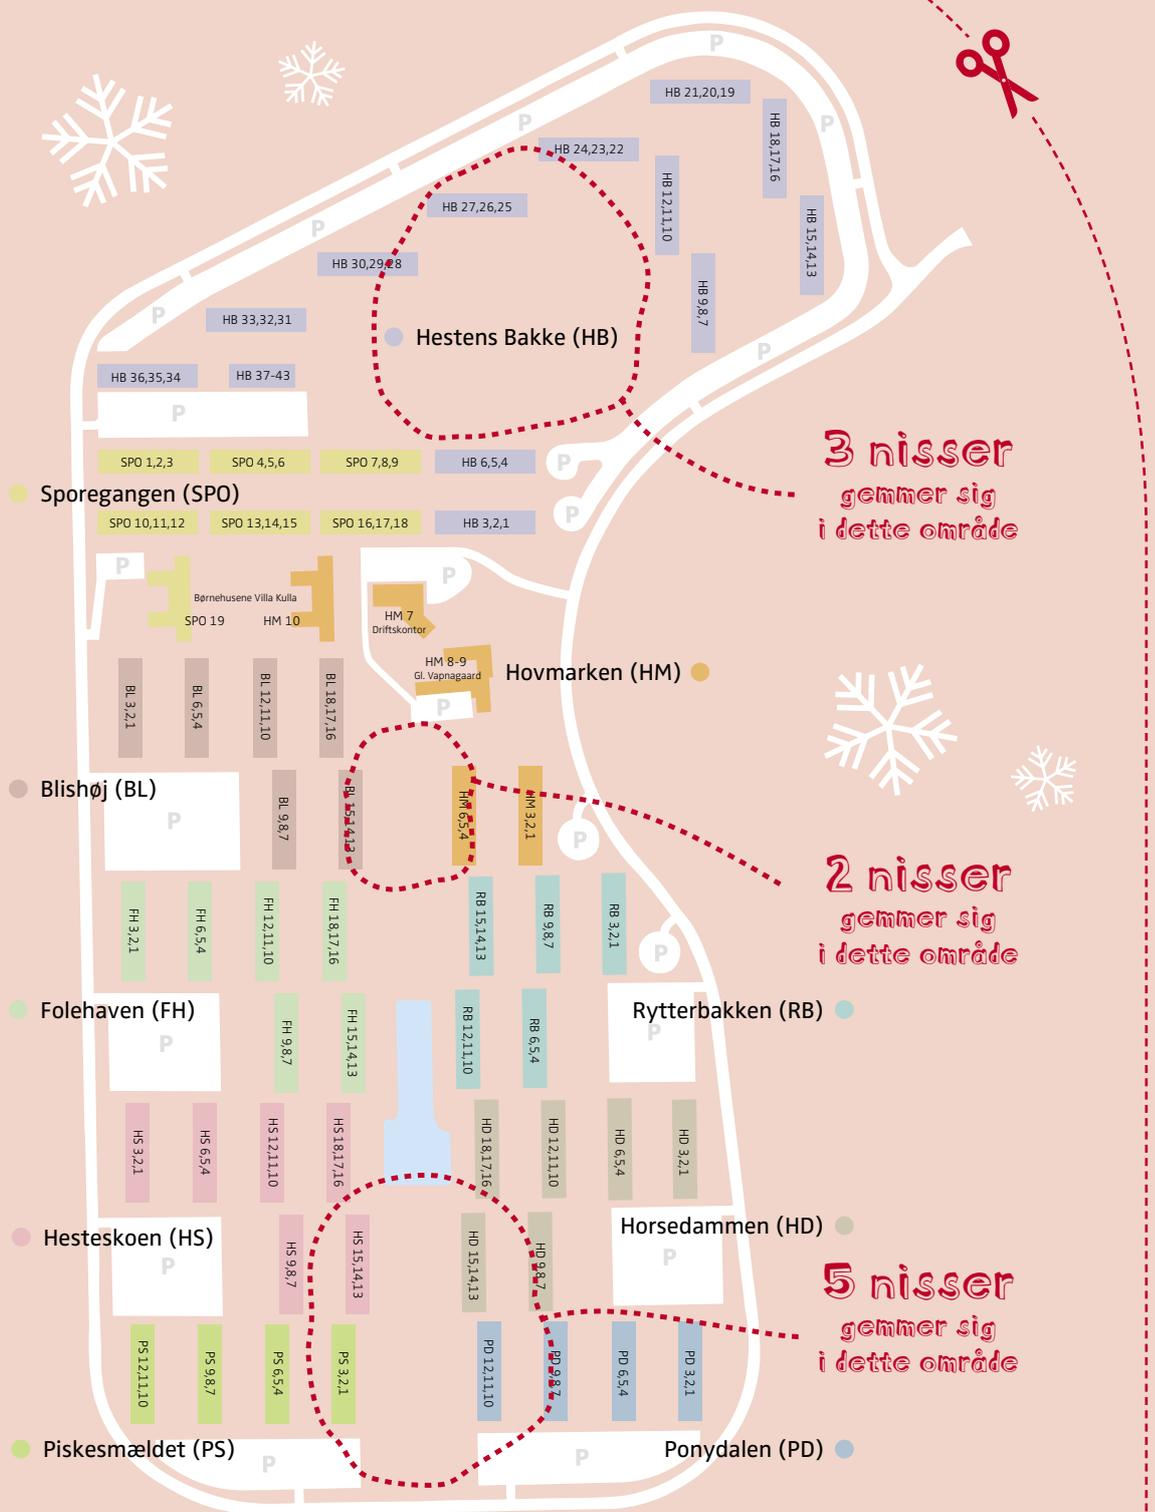 P
HB 21,20,19
P
P
HB 18,17,16
HB 24,23,22
HB 12,11,10
HB 27,26,25
HB 15,14,13
P
HB 30,29,28
HB 9,8,7
P
HB 33,32,31
Hestens Bakke (HB)
P
HB 36,35,34
HB 37-43
P
3 nisser
gemmer sig
i dette område
SPO 1,2,3
SPO 4,5,6
SPO 7,8,9
HB 6,5,4
P
Sporegangen (SPO)
SPO 10,11,12
SPO 13,14,15
SPO 16,17,18
HB 3,2,1
P
P
P
Børnehusene Villa Kulla
SPO 19
HM 10
HM 7
Driftskontor
HM 8-9
Gl. Vapnagaard
Hovmarken (HM)
P
BL 3,2,1
BL 6,5,4
BL 12,11,10
BL 18,17,16
Blishøj (BL)
P
BL 9,8,7
BL 15,14,13
HM 6,5,4
HM 3,2,1
P
2 nisser
gemmer sig
i dette område
FH 3,2,1
FH 6,5,4
FH 12,11,10
FH 18,17,16
RB 15,14,13
RB 9,8,7
RB 3,2,1
P
Folehaven (FH)
P
FH 9,8,7
FH 15,14,13
RB 12,11,10
RB 6,5,4
Rytterbakken (RB)
P
HS 3,2,1
HS 6,5,4
HS 12,11,10
HS 18,17,16
HD 18,17,16
HD 12,11,10
HD 6,5,4
HD 3,2,1
Hesteskoen (HS)
P
HS 9,8,7
HS 15,14,13
HD 15,14,13
HD 9,8,7
Horsedammen (HD)
P
5 nisser
gemmer sig
i dette område
PS 12,11,10
PS 9,8,7
PS 6,5,4
PS 3,2,1
PD 12,11,10
PD 9,8,7
PD 6,5,4
PD 3,2,1
Piskesmældet (PS)
P
P
Ponydalen (PD)